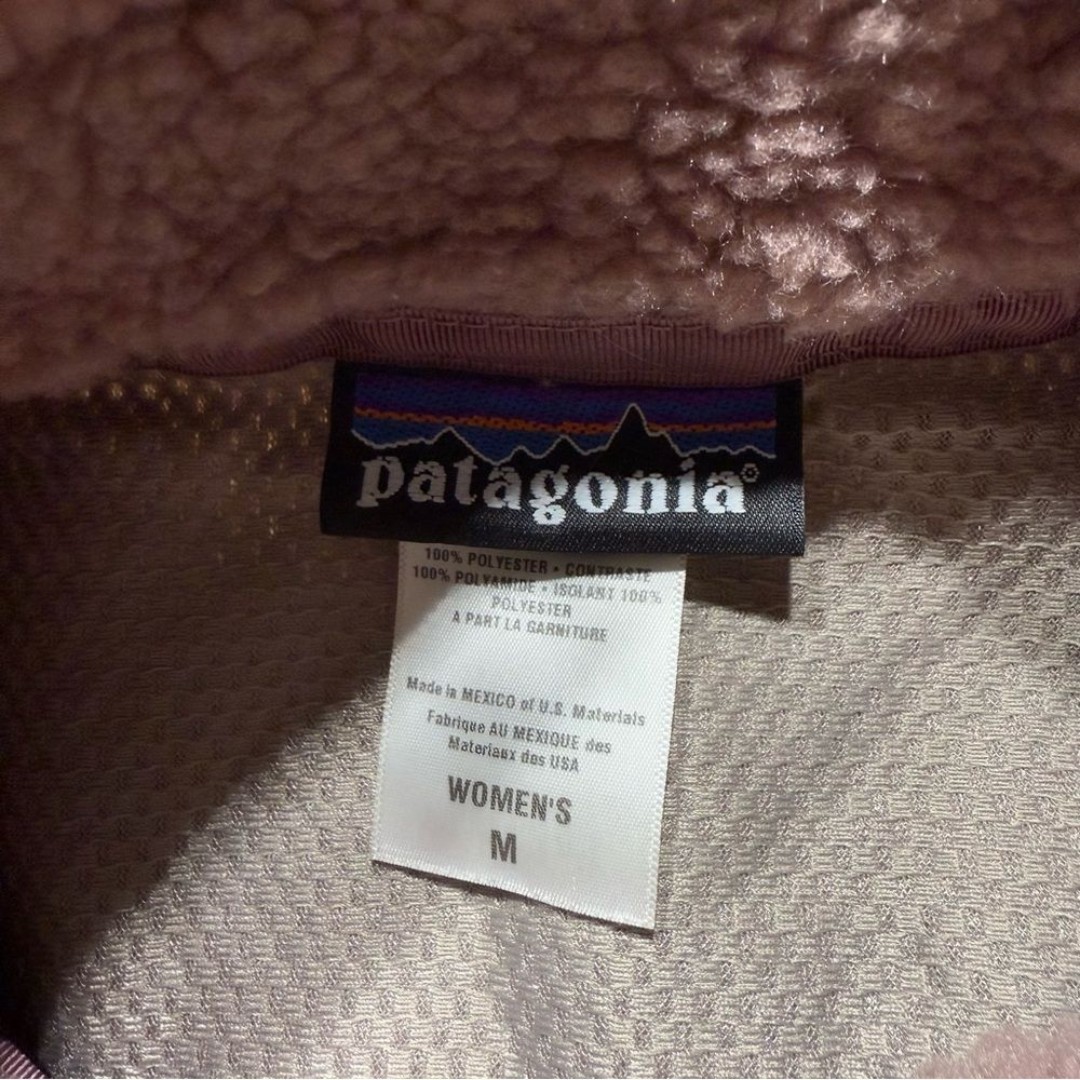 patagonia®
100% POLYESTER • CONTRASTE
100% POLYAMIDE • ISOLANT 100%
POLYESTER
A PART LA GARNITURE
Made in MEXICO of U.S. Materials
Fabrique AU MEXIQUE des
Materiaux des USA
WOMEN'S
M